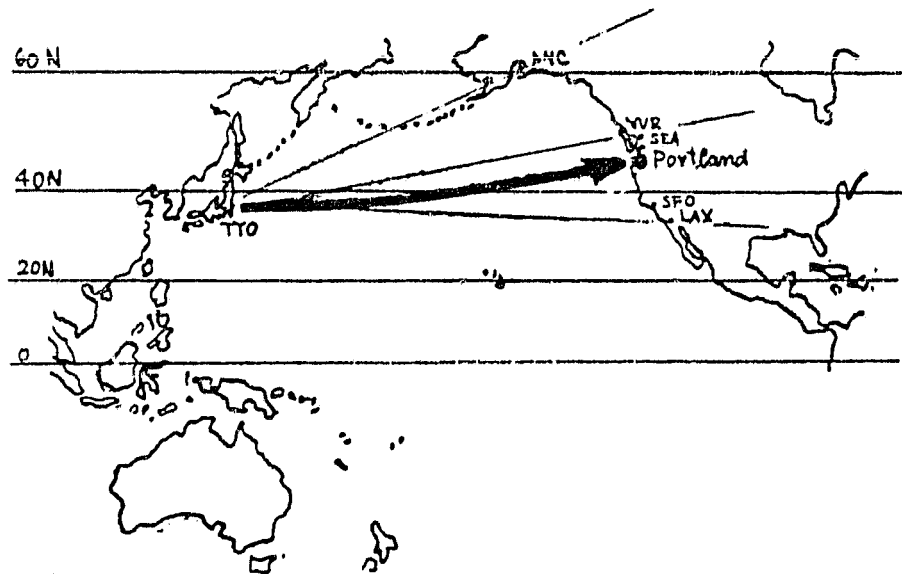 60 N
ANC
YVR
SEA
Portland
40N
SFO
LAX
TYO
20N
0